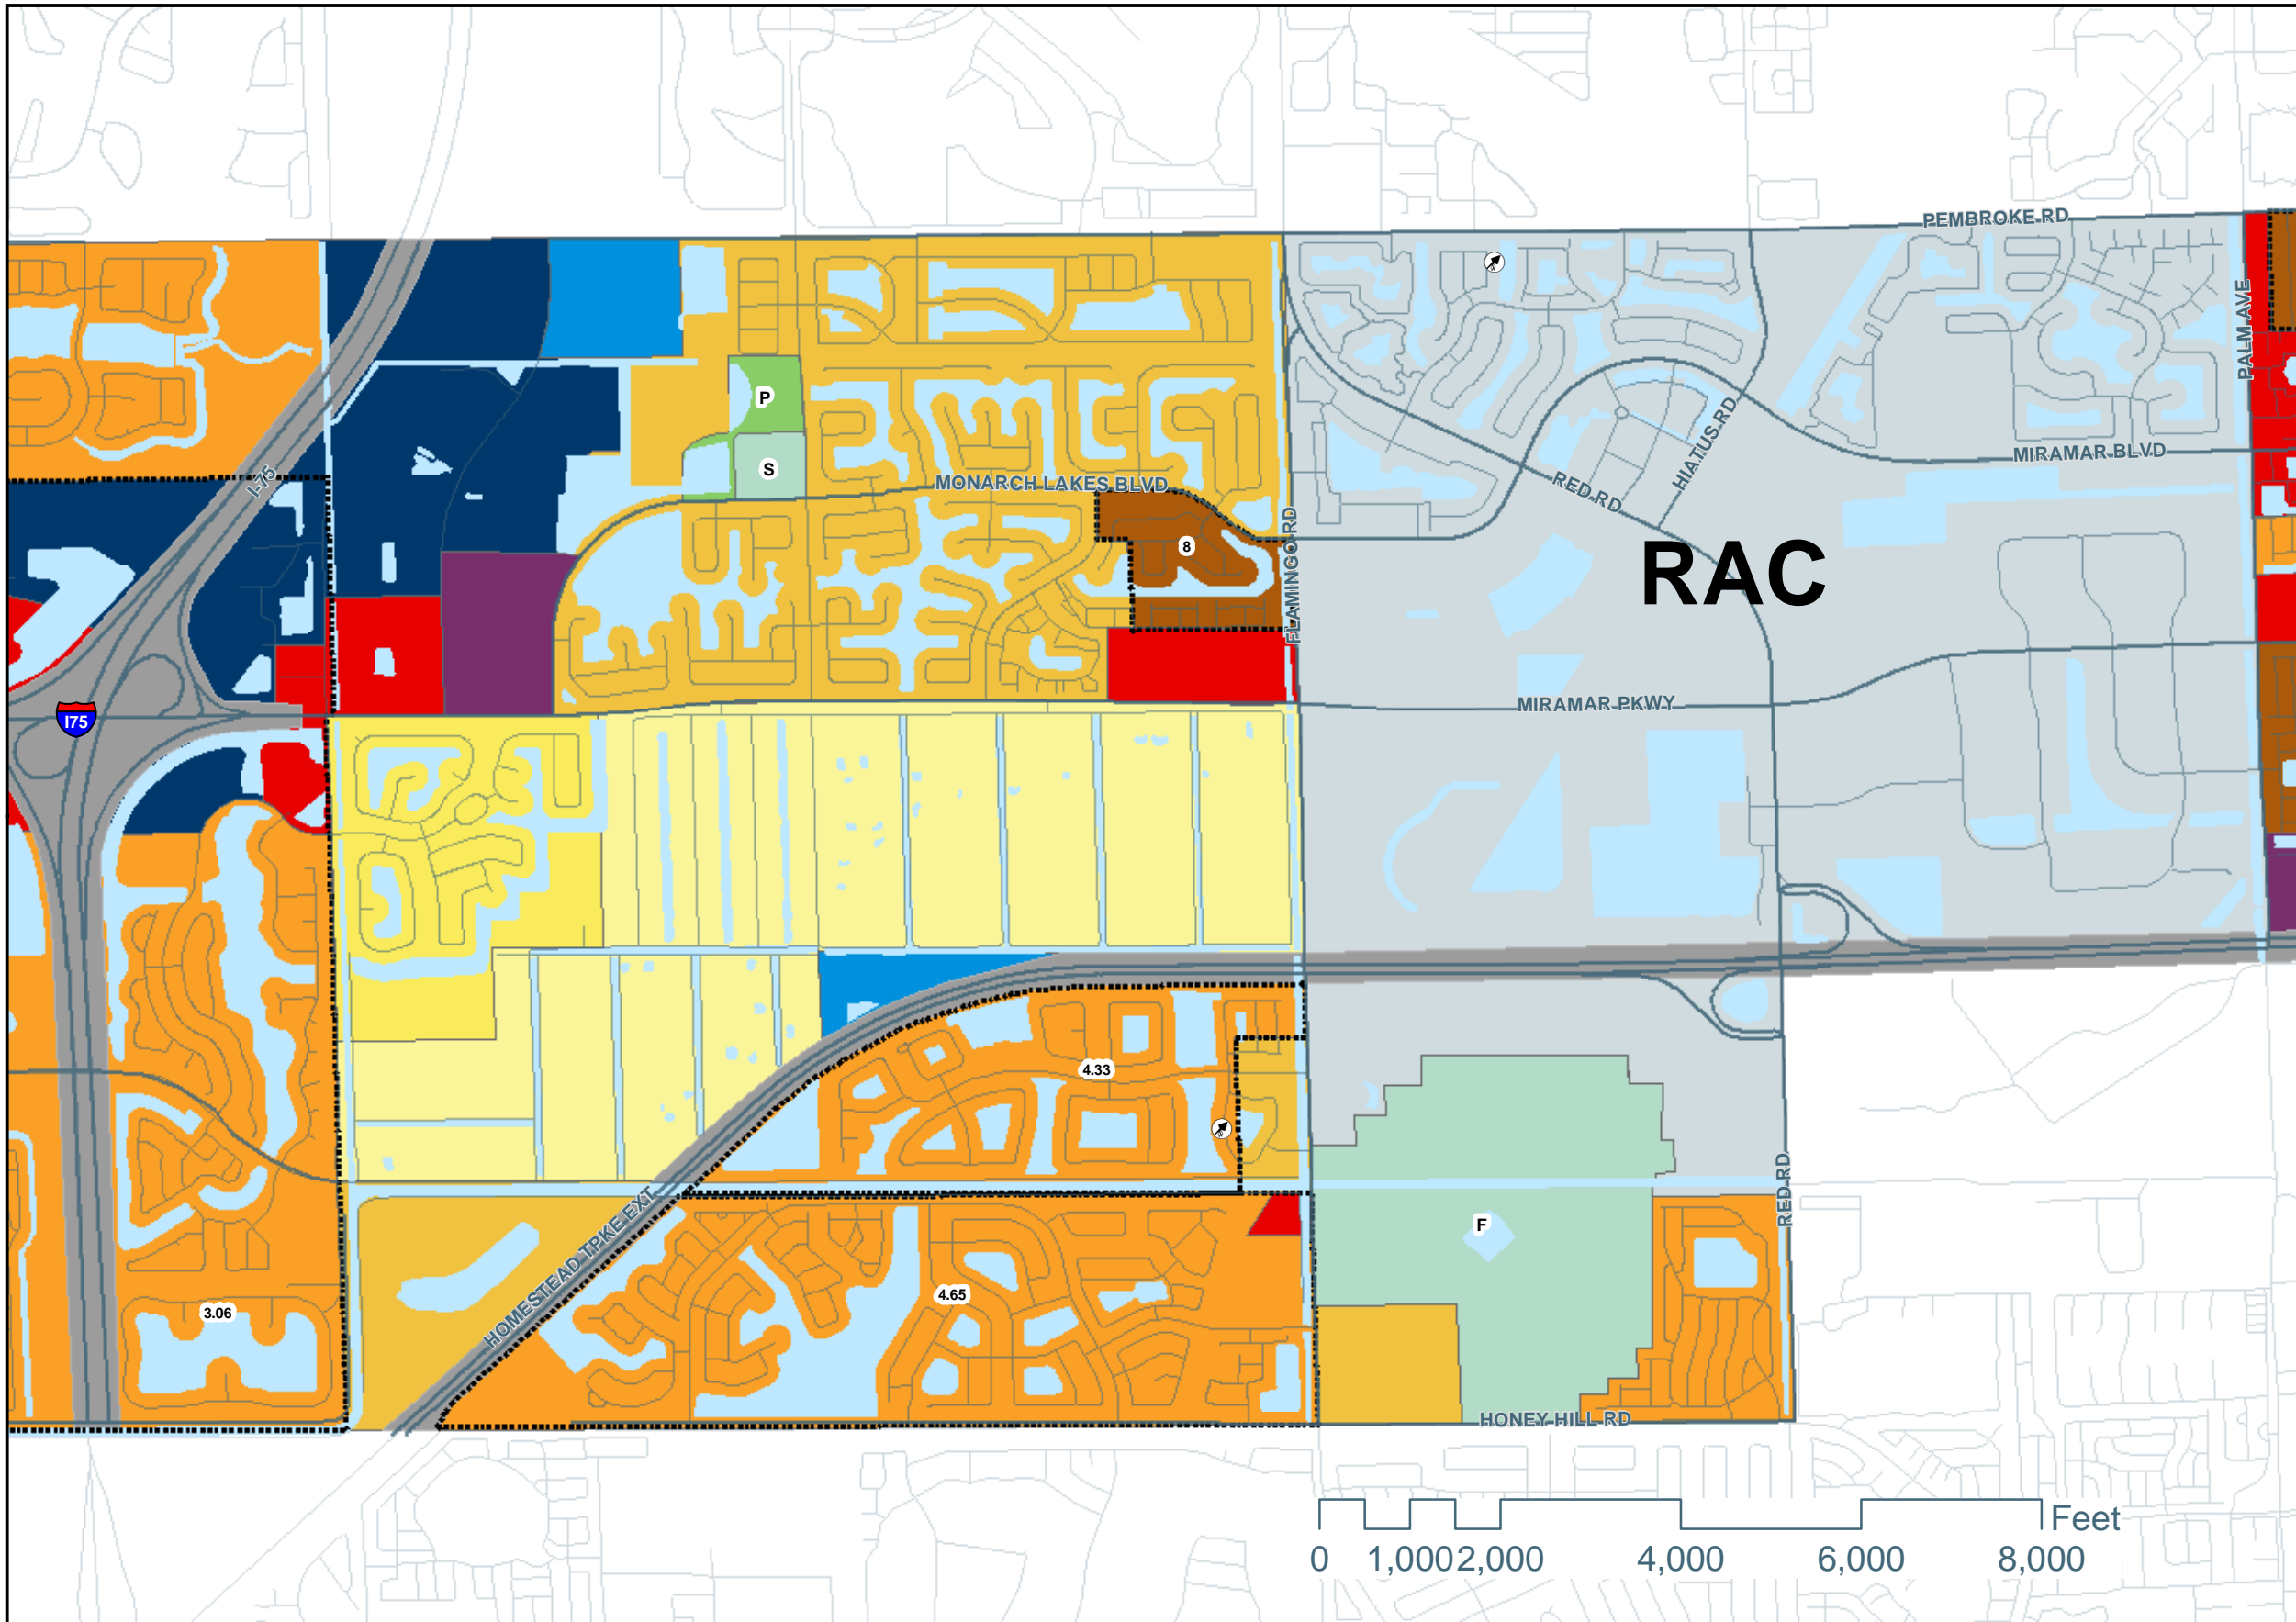 PEMBROKE RD
PALM AVE
P
HIATUS RD
MIRAMAR BLVD
S
I-75
MONARCH LAKES BLVD
RED RD
8
FLAMINGO RD
RAC
MIRAMAR PKWY
I75
4.33
RED RD
F
HOMESTEAD TPKE EXT
4.65
3.06
HONEY HILL RD
Feet
0 1,000 2,000 4,000 6,000 8,000